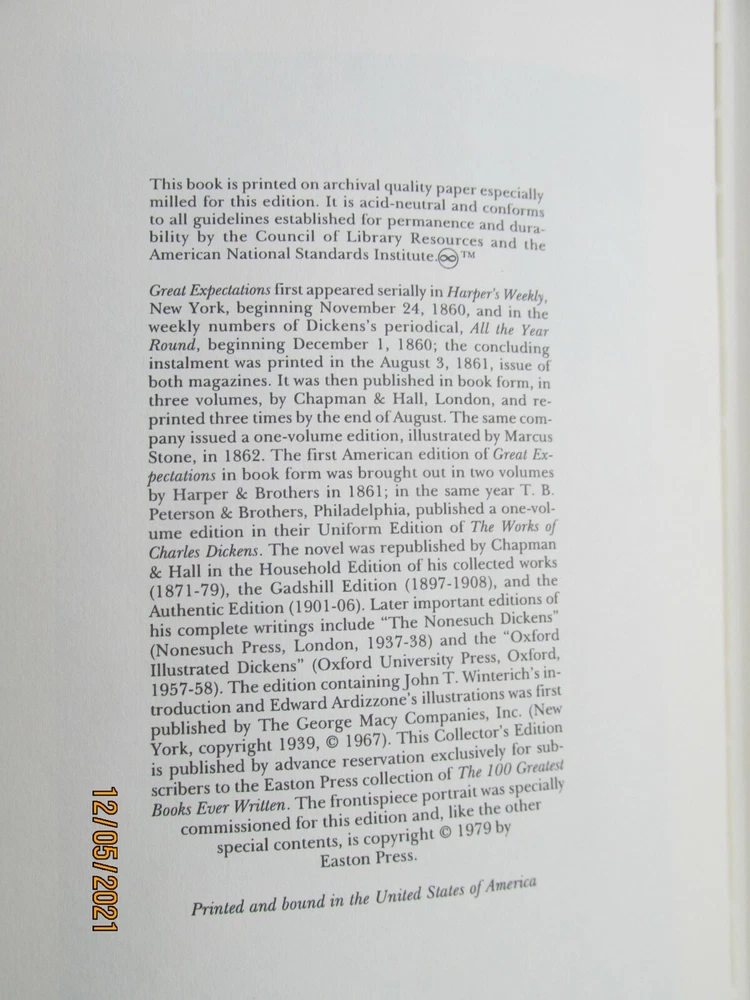 This book is printed on archival quality paper especially
milled for this edition. It is acid-neutral and conforms
to all guidelines established for permanence and dura-
bility by the Council of Library Resources and the
American National Standards Institute.♾™
Great Expectations first appeared serially in Harper's Weekly,
New York, beginning November 24, 1860, and in the
weekly numbers of Dickens's periodical, All the Year
Round, beginning December 1, 1860; the concluding
instalment was printed in the August 3, 1861, issue of
both magazines. It was then published in book form, in
three volumes, by Chapman & Hall, London, and re-
printed three times by the end of August. The same com-
pany issued a one-volume edition, illustrated by Marcus
Stone, in 1862. The first American edition of Great Ex-
pectations in book form was brought out in two volumes
by Harper & Brothers in 1861; in the same year T. B.
Peterson & Brothers, Philadelphia, published a one-vol-
ume edition in their Uniform Edition of The Works of
Charles Dickens. The novel was republished by Chapman
& Hall in the Household Edition of his collected works
(1871-79), the Gadshill Edition (1897-1908), and the
Authentic Edition (1901-06). Later important editions of
his complete writings include “The Nonesuch Dickens”
(Nonesuch Press, London, 1937-38) and the “Oxford
Illustrated Dickens” (Oxford University Press, Oxford,
1957-58). The edition containing John T. Winterich's in-
troduction and Edward Ardizzone's illustrations was first
published by The George Macy Companies, Inc. (New
York, copyright 1939, © 1967). This Collector's Edition
is published by advance reservation exclusively for sub-
scribers to the Easton Press collection of The 100 Greatest
Books Ever Written. The frontispiece portrait was specially
commissioned for this edition and, like the other
special contents, is copyright © 1979 by
Easton Press.
Printed and bound in the United States of America
12/05/2021